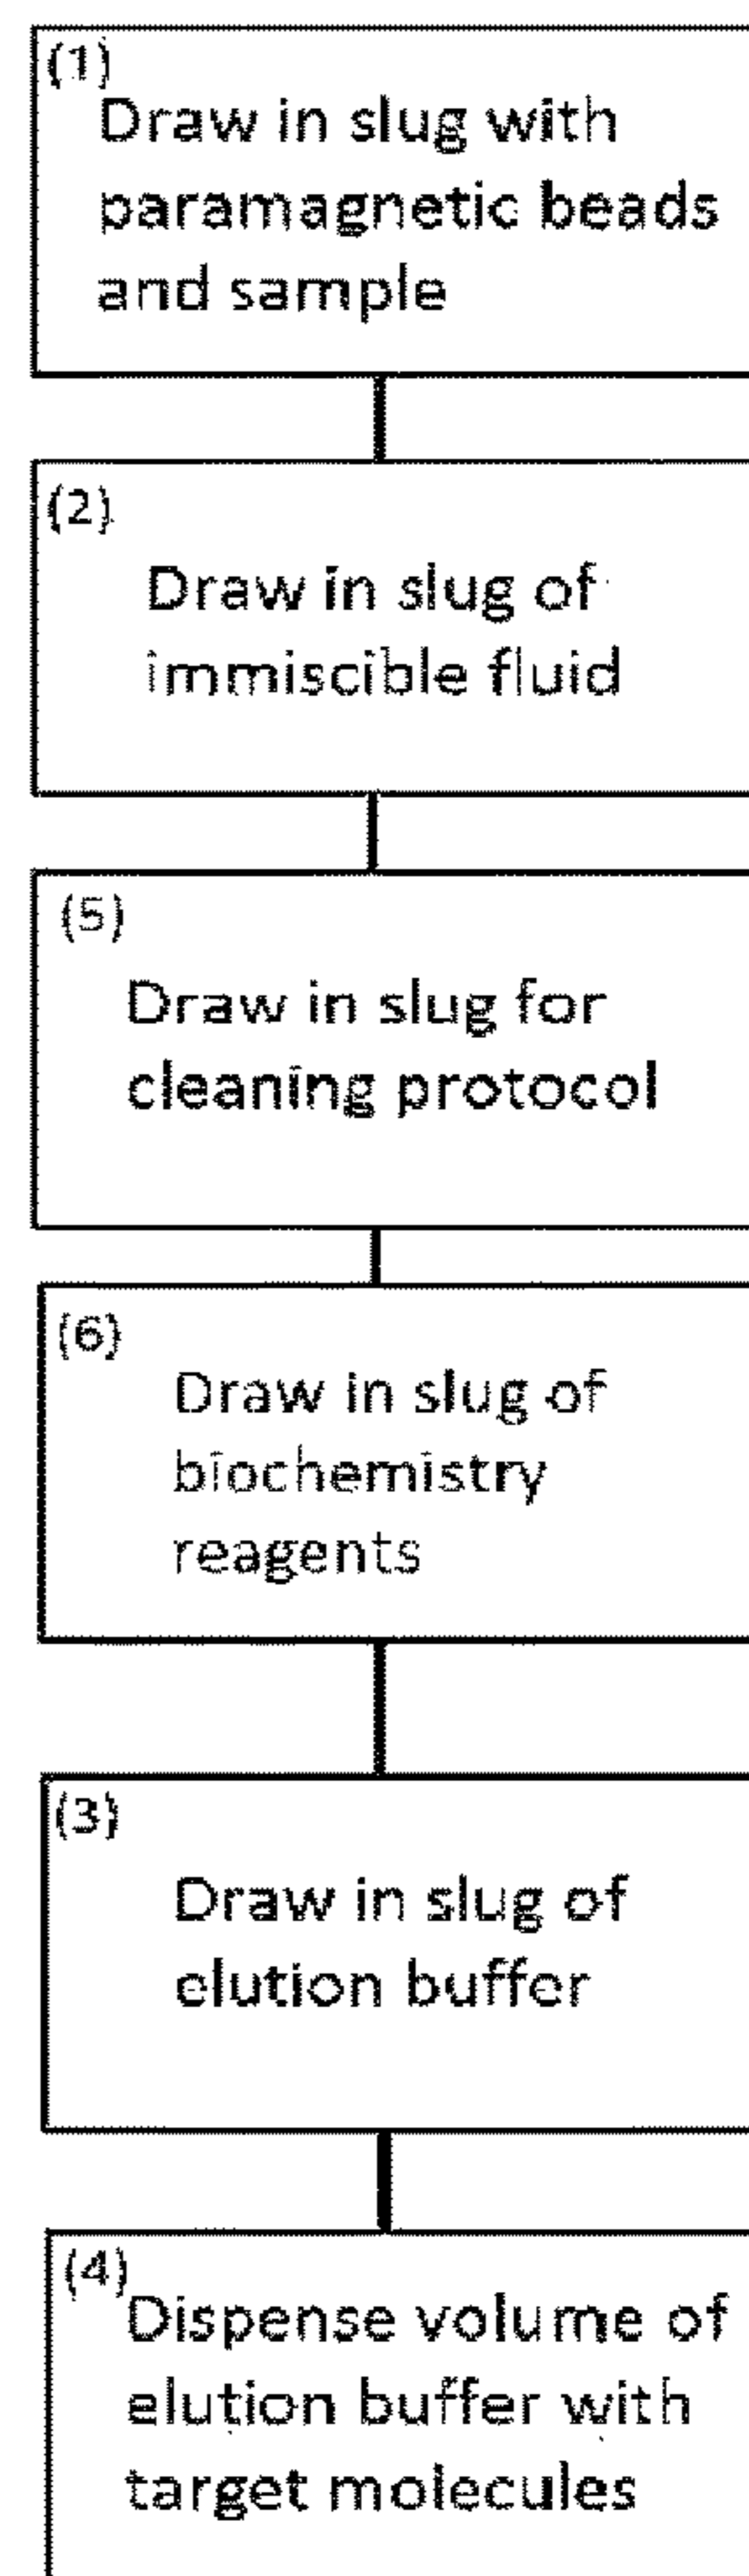 (1)
Draw in slug with
paramagnetic beads
and sample
(2)
Draw in slug of
immiscible fluid
(5)
Draw in slug for
cleaning protocol
(6)
Draw in slug of
biochemistry
reagents
(3)
Draw in slug of
elution buffer
(4)
Dispense volume of
elution buffer with
target molecules